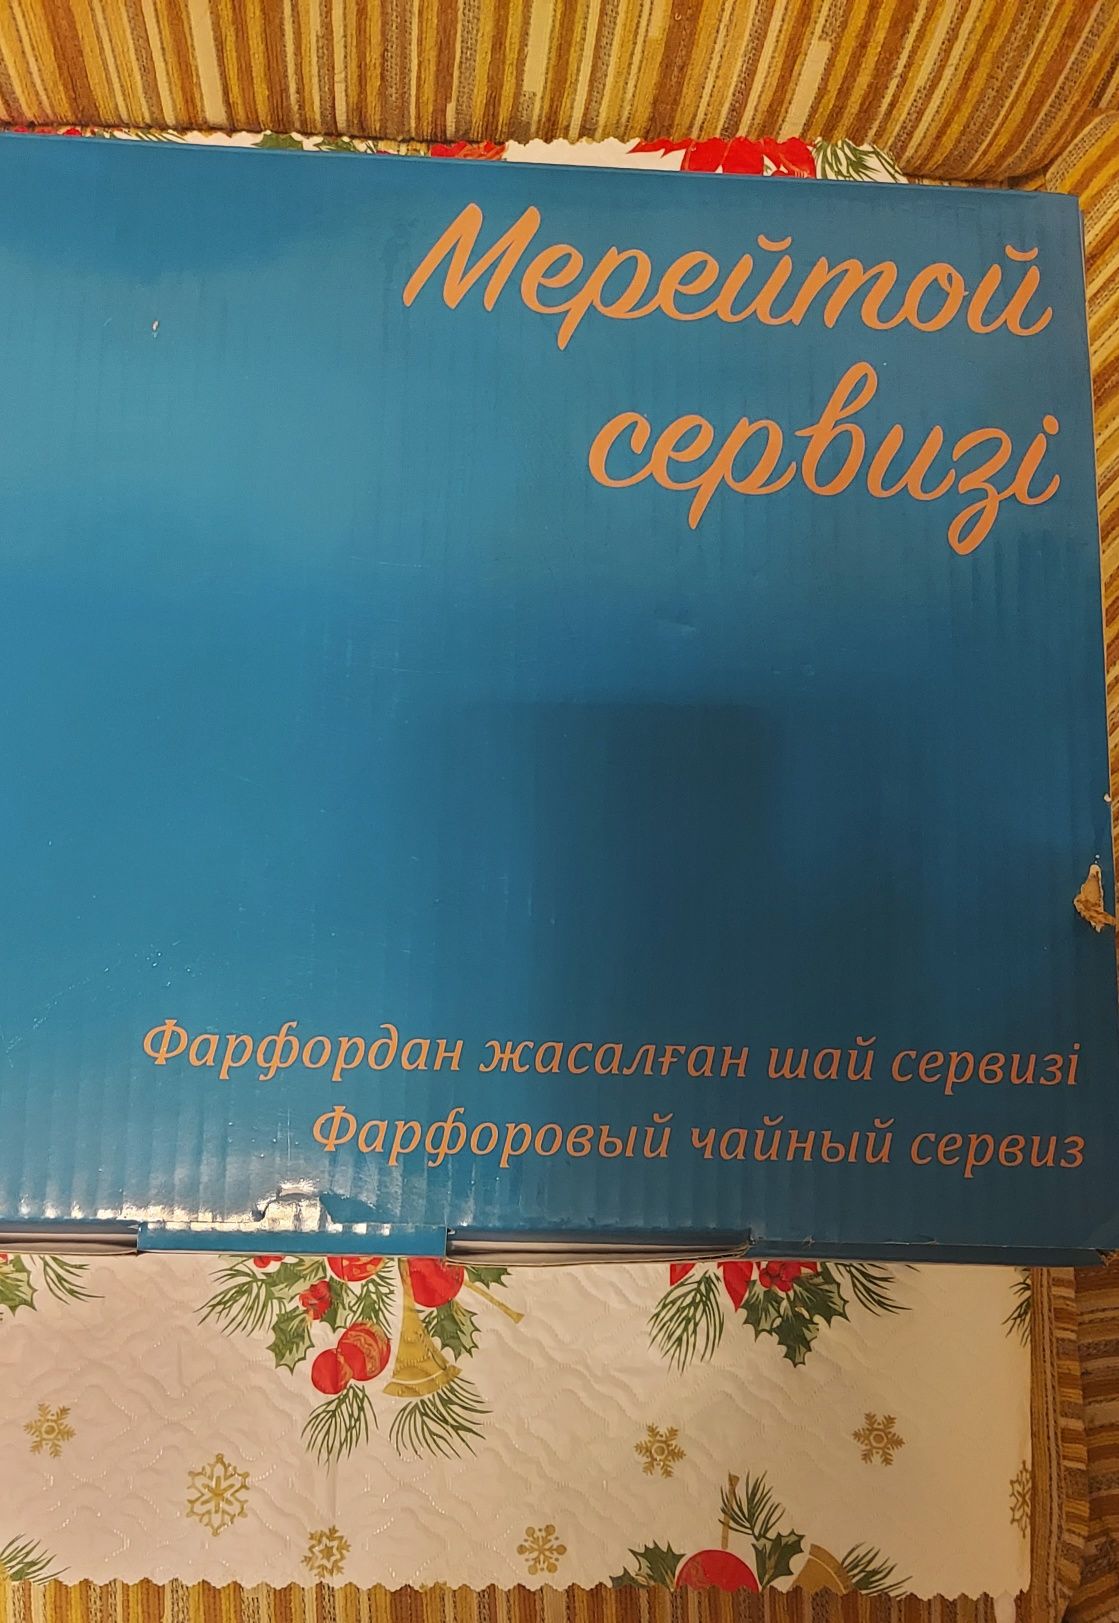 Мерейтой
сервизі
Фарфордан жасалған шай сервизі
Фарфоровый чайный сервиз